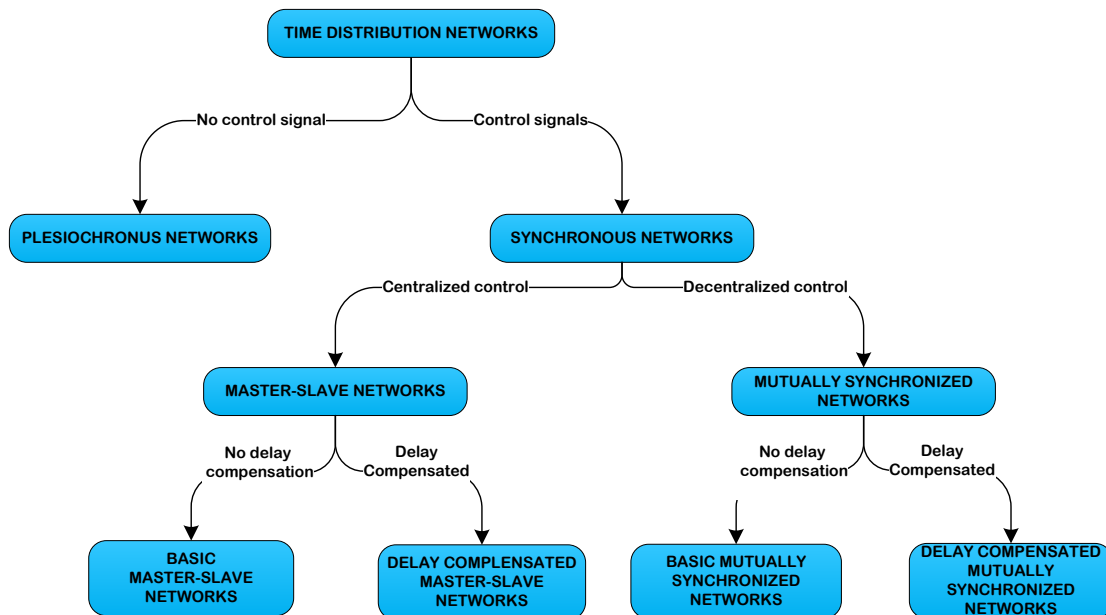 TIME DISTRIBUTION NETWORKS
No control signal
Control signals
PLESIOCHRONUS NETWORKS
SYNCHRONOUS NETWORKS
Centralized control
Decentralized control
MASTER-SLAVE NETWORKS
MUTUALLY SYNCHRONIZED
NETWORKS
No delay
compensation
Delay
Compensated
No delay
compensation
Delay
Compensated
BASIC
MASTER-SLAVE
NETWORKS
DELAY COMPLENSATED
MASTER-SLAVE
NETWORKS
BASIC MUTUALLY
SYNCHRONIZED
NETWORKS
DELAY COMPENSATED
MUTUALLY
SYNCHRONIZED
NETWORKS